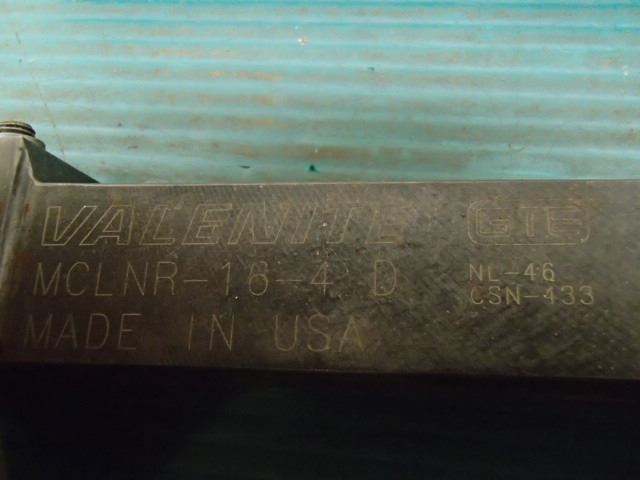 VALENITE GTE
MCLNR-16-4 D NL-46
CSN-433
MADE IN USA